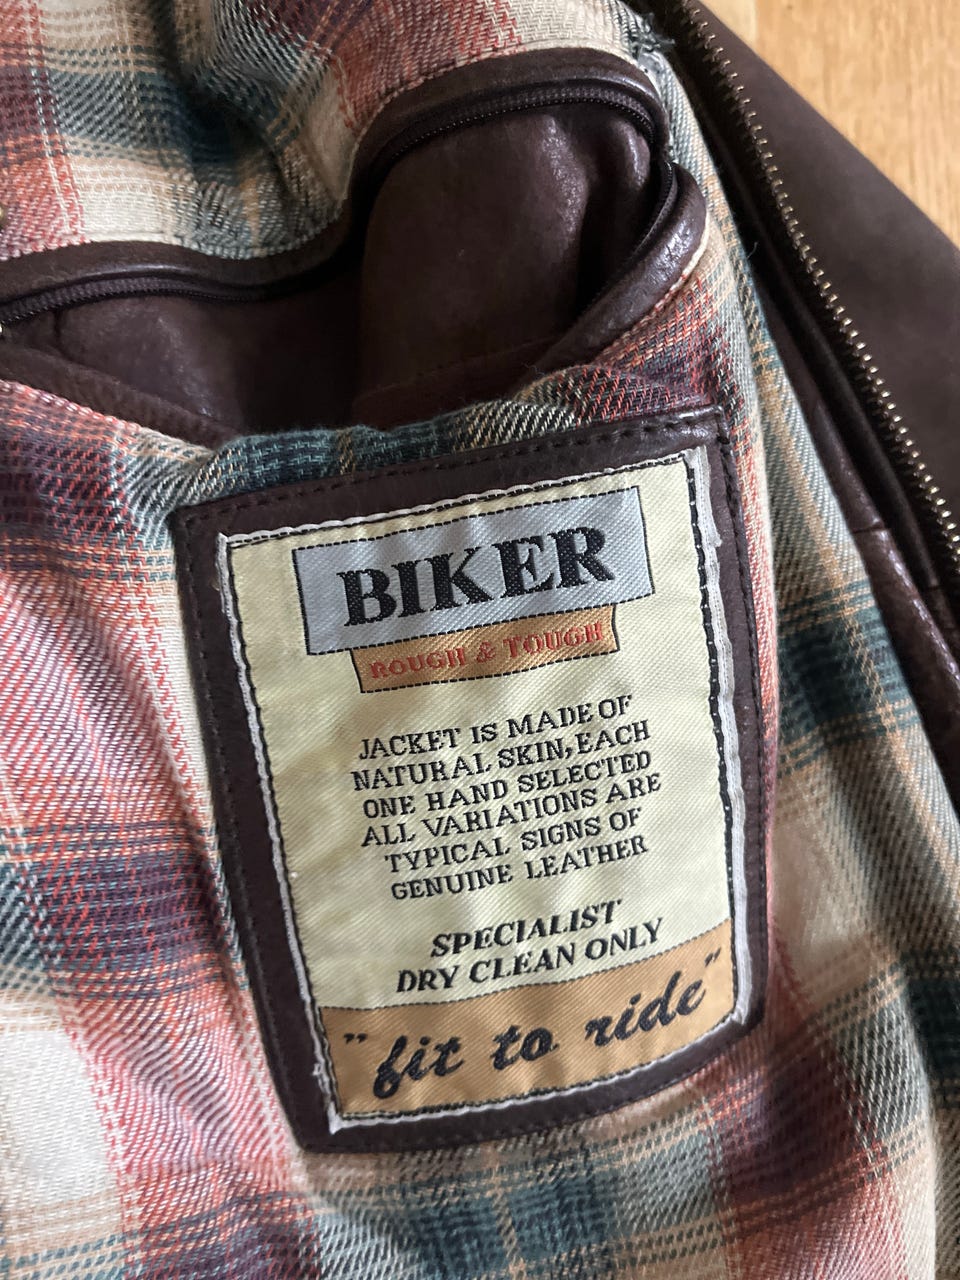 BIKER
ROUGH & TOUGH
JACKET IS MADE OF
NATURAL SKIN, EACH
ONE HAND SELECTED
ALL VARIATIONS ARE
TYPICAL SIGNS OF
GENUINE LEATHER
SPECIALIST
DRY CLEAN ONLY
"fit to ride"